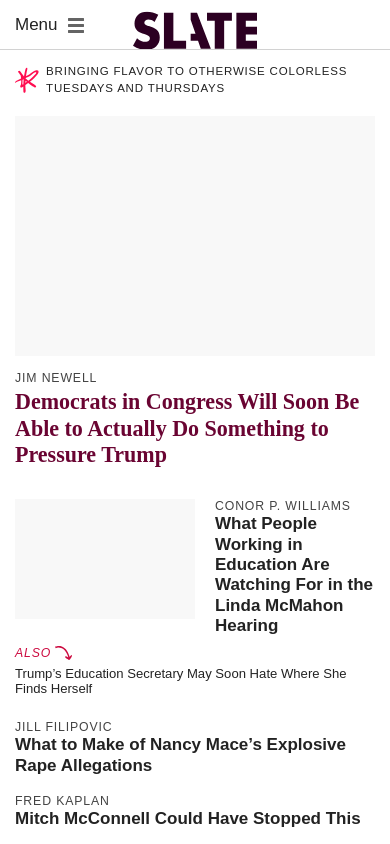 Menu
SLATE
BRINGING FLAVOR TO OTHERWISE COLORLESS
TUESDAYS AND THURSDAYS
JIM NEWELL
Democrats in Congress Will Soon Be
Able to Actually Do Something to
Pressure Trump
CONOR P. WILLIAMS
What People
Working in
Education Are
Watching For in the
Linda McMahon
Hearing
ALSO
Trump’s Education Secretary May Soon Hate Where She
Finds Herself
JILL FILIPOVIC
What to Make of Nancy Mace’s Explosive
Rape Allegations
FRED KAPLAN
Mitch McConnell Could Have Stopped This